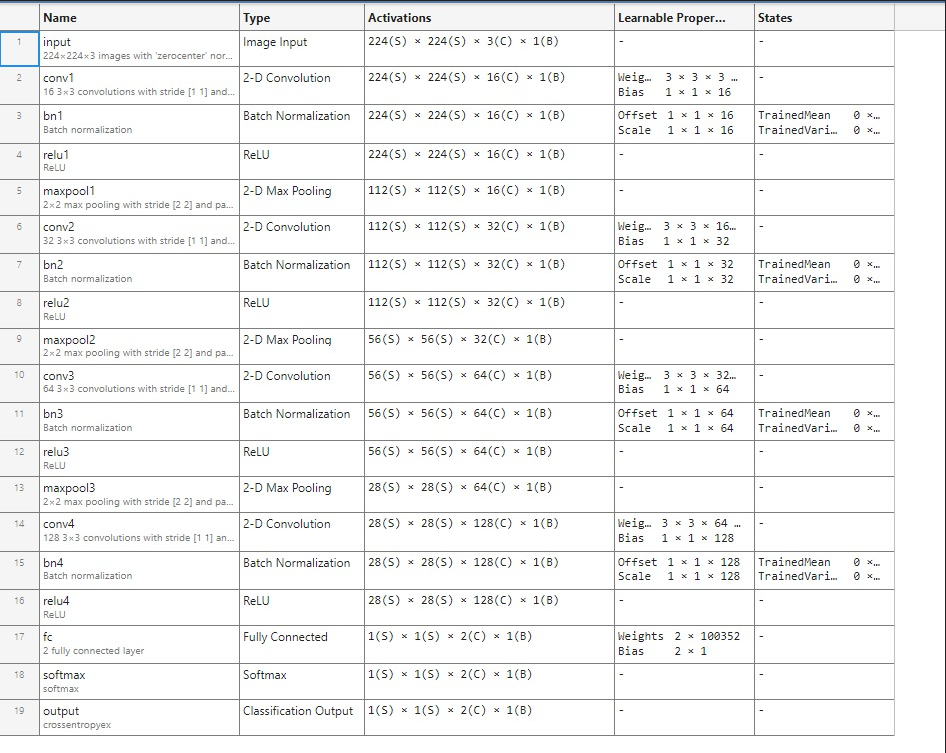 Name Type Activations Learnable Proper... States
1 input Image Input 224(S) × 224(S) × 3(C) × 1(B) - -
224×224×3 images with 'zerocenter' nor...
2 conv1 2-D Convolution 224(S) × 224(S) × 16(C) × 1(B) Weig... 3 × 3 × 3 ... -
16 3×3 convolutions with stride [1 1] and... Bias 1 × 1 × 16
3 bn1 Batch Normalization 224(S) × 224(S) × 16(C) × 1(B) Offset 1 × 1 × 16 TrainedMean 0 ×...
Batch normalization Scale 1 × 1 × 16 TrainedVari... 0 ×...
4 relu1 ReLU 224(S) × 224(S) × 16(C) × 1(B) - -
ReLU
5 maxpool1 2-D Max Pooling 112(S) × 112(S) × 16(C) × 1(B) - -
2×2 max pooling with stride [2 2] and pa...
6 conv2 2-D Convolution 112(S) × 112(S) × 32(C) × 1(B) Weig... 3 × 3 × 16... -
32 3×3 convolutions with stride [1 1] and... Bias 1 × 1 × 32
7 bn2 Batch Normalization 112(S) × 112(S) × 32(C) × 1(B) Offset 1 × 1 × 32 TrainedMean 0 ×...
Batch normalization Scale 1 × 1 × 32 TrainedVari... 0 ×...
8 relu2 ReLU 112(S) × 112(S) × 32(C) × 1(B) - -
ReLU
9 maxpool2 2-D Max Pooling 56(S) × 56(S) × 32(C) × 1(B) - -
2×2 max pooling with stride [2 2] and pa...
10 conv3 2-D Convolution 56(S) × 56(S) × 64(C) × 1(B) Weig... 3 × 3 × 32... -
64 3×3 convolutions with stride [1 1] and... Bias 1 × 1 × 64
11 bn3 Batch Normalization 56(S) × 56(S) × 64(C) × 1(B) Offset 1 × 1 × 64 TrainedMean 0 ×...
Batch normalization Scale 1 × 1 × 64 TrainedVari... 0 ×...
12 relu3 ReLU 56(S) × 56(S) × 64(C) × 1(B) - -
ReLU
13 maxpool3 2-D Max Pooling 28(S) × 28(S) × 64(C) × 1(B) - -
2×2 max pooling with stride [2 2] and pa...
14 conv4 2-D Convolution 28(S) × 28(S) × 128(C) × 1(B) Weig... 3 × 3 × 64 ... -
128 3×3 convolutions with stride [1 1] an... Bias 1 × 1 × 128
15 bn4 Batch Normalization 28(S) × 28(S) × 128(C) × 1(B) Offset 1 × 1 × 128 TrainedMean 0 ×...
Batch normalization Scale 1 × 1 × 128 TrainedVari... 0 ×...
16 relu4 ReLU 28(S) × 28(S) × 128(C) × 1(B) - -
ReLU
17 fc Fully Connected 1(S) × 1(S) × 2(C) × 1(B) Weights 2 × 100352 -
2 fully connected layer Bias 2 × 1
18 softmax Softmax 1(S) × 1(S) × 2(C) × 1(B) - -
softmax
19 output Classification Output 1(S) × 1(S) × 2(C) × 1(B) - -
crossentropyex